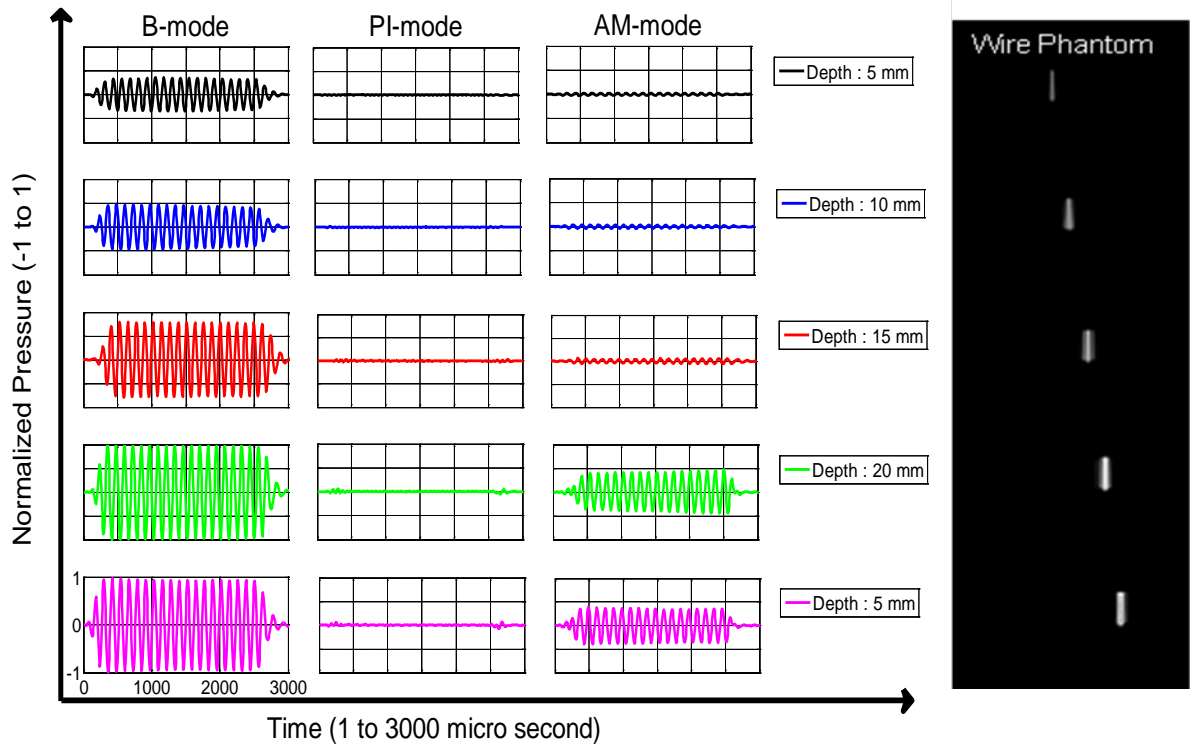 B-mode
PI-mode
AM-mode
Depth : 5 mm
Depth : 10 mm
Depth : 15 mm
Depth : 20 mm
Depth : 5 mm
Normalized Pressure (-1 to 1)
1
0
-1
0 1000 2000 3000
Time (1 to 3000 micro second)
Wire Phantom